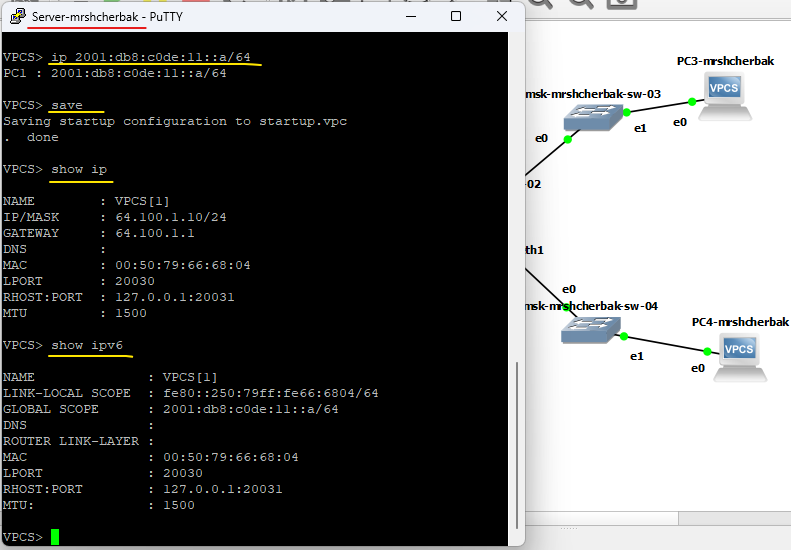 Server-mrshcherbak - PuTTY
VPCS> ip 2001:db8:c0de:11::a/64
PC1 : 2001:db8:c0de:11::a/64
VPCS> save
Saving startup configuration to startup.vpc
.  done
VPCS> show ip
NAME        : VPCS[1]
IP/MASK     : 64.100.1.10/24
GATEWAY     : 64.100.1.1
DNS         :
MAC         : 00:50:79:66:68:04
LPORT       : 20030
RHOST:PORT  : 127.0.0.1:20031
MTU         : 1500
VPCS> show ipv6
NAME              : VPCS[1]
LINK-LOCAL SCOPE  : fe80::250:79ff:fe66:6804/64
GLOBAL SCOPE      : 2001:db8:c0de:11::a/64
DNS               :
ROUTER LINK-LAYER :
MAC               : 00:50:79:66:68:04
LPORT             : 20030
RHOST:PORT        : 127.0.0.1:20031
MTU:              : 1500
VPCS>
PC3-mrshcherbak
VPCS
msk-mrshcherbak-sw-03
e0
e1
e0
-02
th1
e0
msk-mrshcherbak-sw-04
PC4-mrshcherbak
VPCS
e1
e0